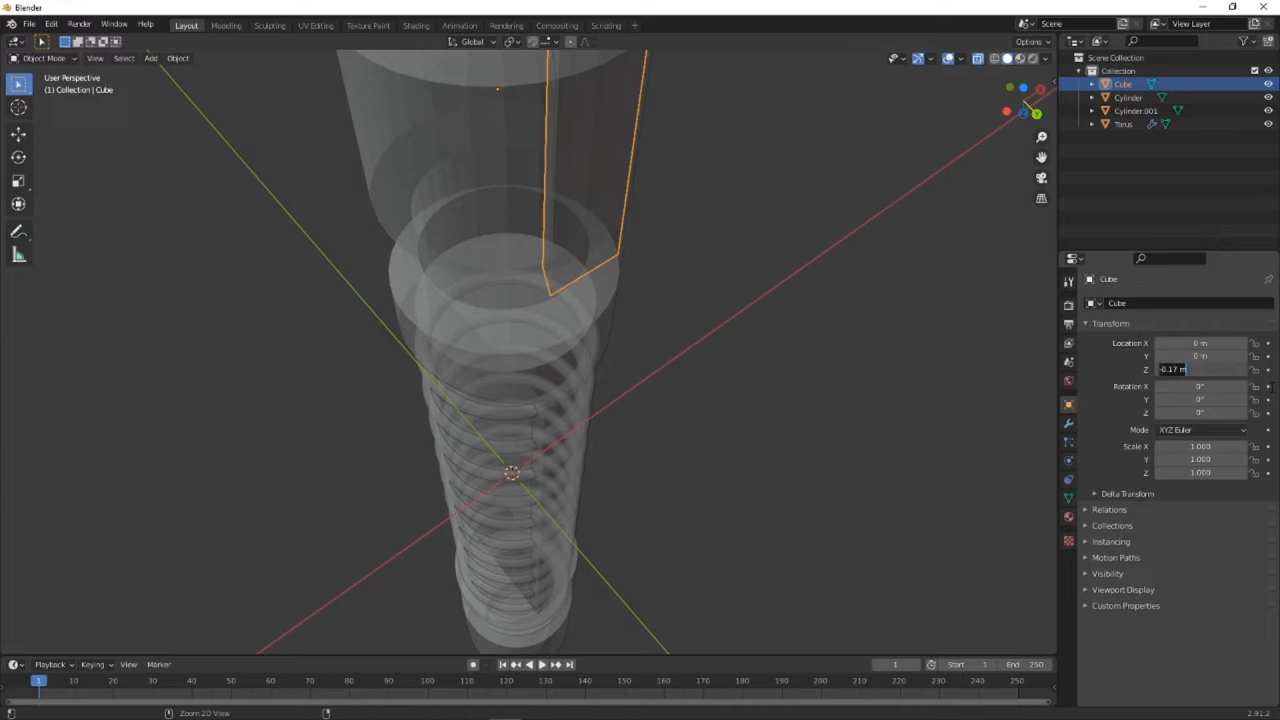 Blender
File Edit Render Window Help Layout Modeling Sculpting UV Editing Texture Paint Shading Animation Rendering Compositing Scripting + Scene View Layer
Global Options
Object Mode View Select Add Object
User Perspective
(1) Collection | Cube
Scene Collection
Collection
Cube
Cylinder
Cylinder.001
Torus
X
Y
Z
Cube
Cube
Transform
Location X 0 m
Y 0 m
Z -0.17 m
Rotation X 0°
Y 0°
Z 0°
Mode XYZ Euler
Scale X 1.000
Y 1.000
Z 1.000
Delta Transform
Relations
Collections
Instancing
Motion Paths
Visibility
Viewport Display
Custom Properties
Playback Keying View Marker 1 Start 1 End 250
1 10 20 30 40 50 60 70 80 90 100 110 120 130 140 150 160 170 180 190 200 210 220 230 240 250
Zoom 2D View 2.91.2